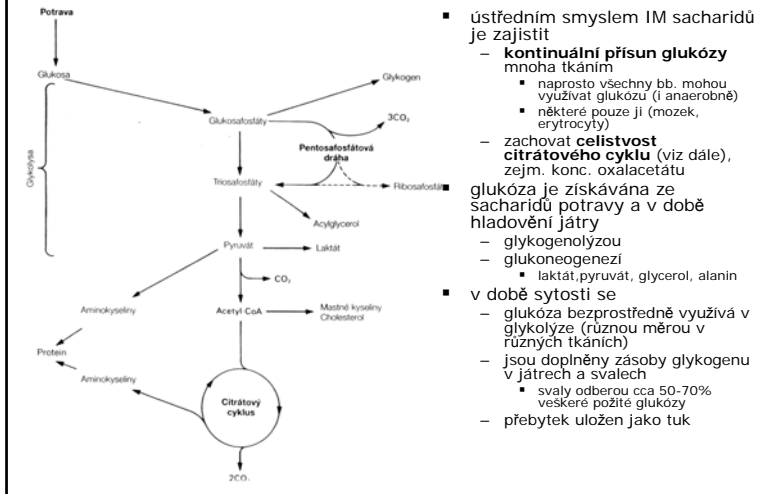 Potrava
Glukosa
Glykogen
Glukosafosfáty
3CO₂
Pentosafosfátová
dráha
Glykolysa
Triosafosfáty
Ribosafosfát
Acylglycerol
Pyruvát
Laktát
CO₂
Aminokyseliny
Acetyl CoA
Mastné kyseliny
Cholesterol
Protein
Aminokyseliny
Citrátový
cyklus
2CO₂
▪ ústředním smyslem IM sacharidů
je zajistit
– kontinuální přísun glukózy
mnoha tkáním
▪ naprosto všechny bb. mohou
využívat glukózu (i anaerobně)
▪ některé pouze ji (mozek,
erytrocyty)
– zachovat celistvost
citrátového cyklu (viz dále),
zejm. konc. oxalacetátu
▪ glukóza je získávána ze
sacharidů potravy a v době
hladovění játry
– glykogenolýzou
– glukoneogenezí
▪ laktát,pyruvát, glycerol, alanin
▪ v době sytosti se
– glukóza bezprostředně využívá v
glykolýze (různou měrou v
různých tkáních)
– jsou doplněny zásoby glykogenu
v játrech a svalech
▪ svaly odberou cca 50-70%
veškeré požité glukózy
– přebytek uložen jako tuk